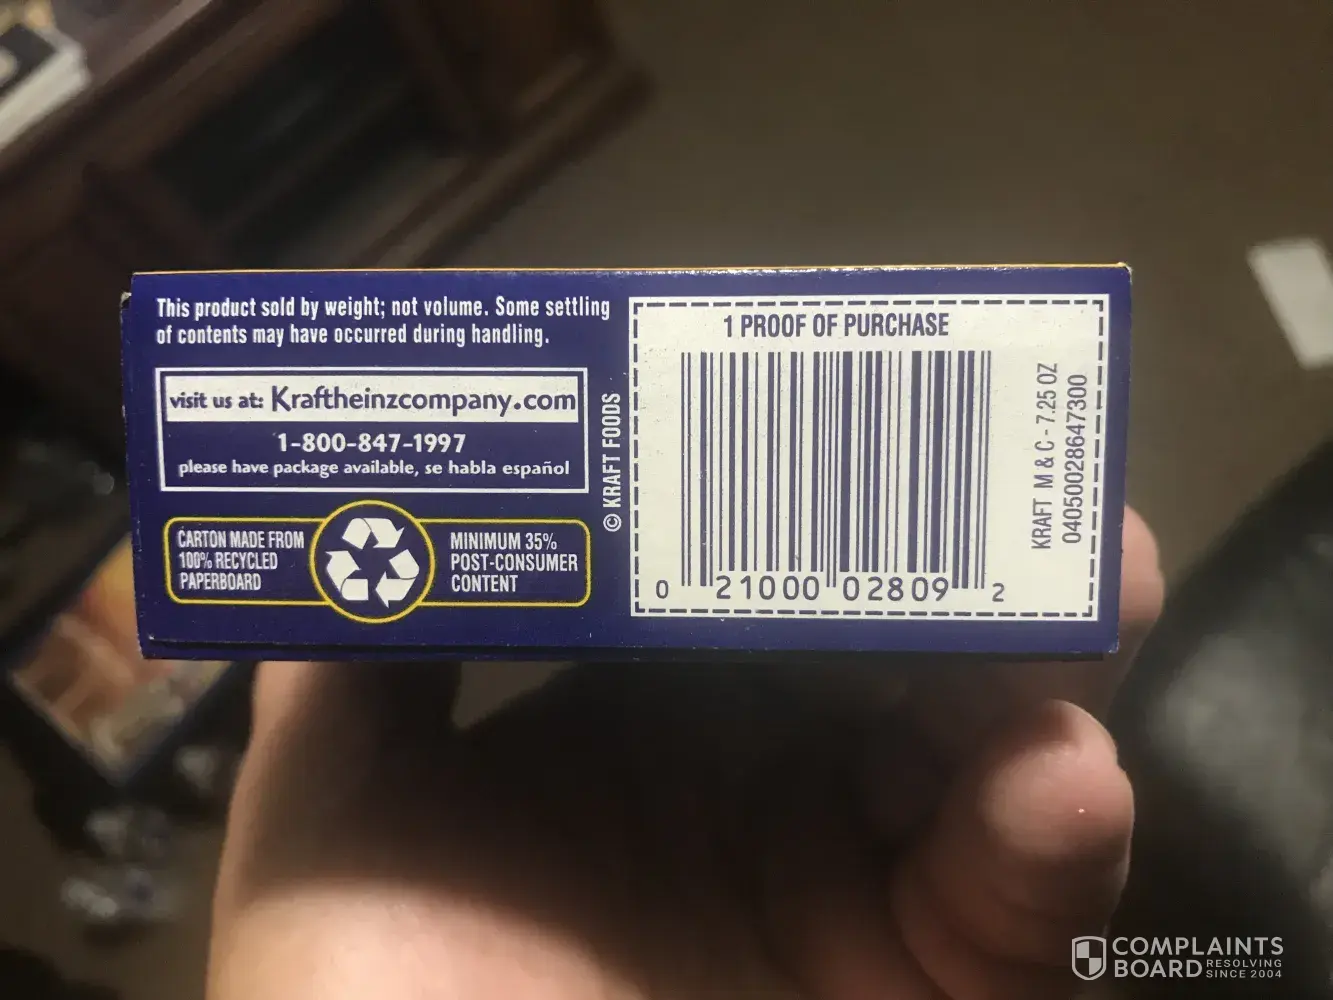 This product sold by weight; not volume. Some settling
of contents may have occurred during handling.
visit us at: Kraftheinzcompany.com
1-800-847-1997
please have package available, se habla español
CARTON MADE FROM
100% RECYCLED
PAPERBOARD
MINIMUM 35%
POST-CONSUMER
CONTENT
© KRAFT FOODS
1 PROOF OF PURCHASE
0 21000 02809 2
KRAFT M & C - 7.25 OZ
04050028647300
COMPLAINTS
BOARD RESOLVING
SINCE 2004